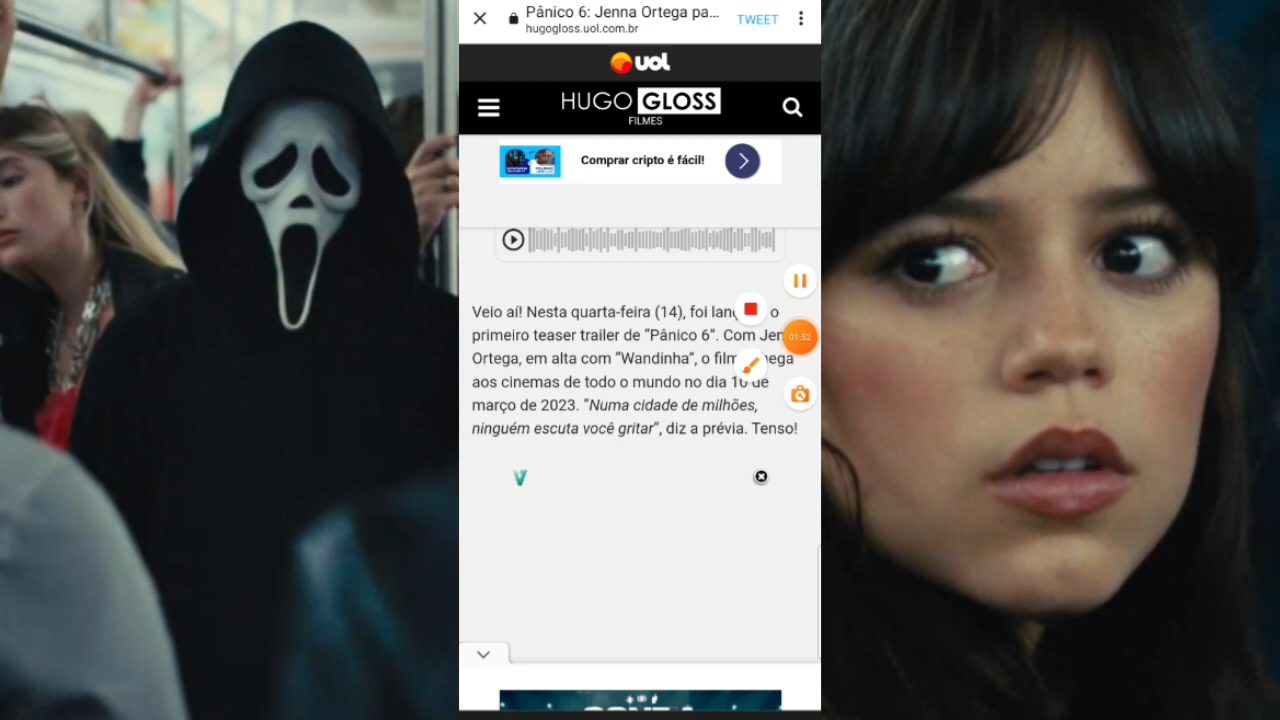 Pânico 6: Jenna Ortega pa...
TWEET
hugogloss.uol.com.br
uol
HUGO GLOSS
FILMES
Comprar cripto é fácil!
Veio aí! Nesta quarta-feira (14), foi o
primeiro teaser trailer de “Pânico 6”. Com
Ortega, em alta com “Wandinha”, o
aos cinemas de todo o mundo no dia 10 de
março de 2023. “Numa cidade de milhões,
ninguém escuta você gritar”, diz a prévia. Tenso!
01:52